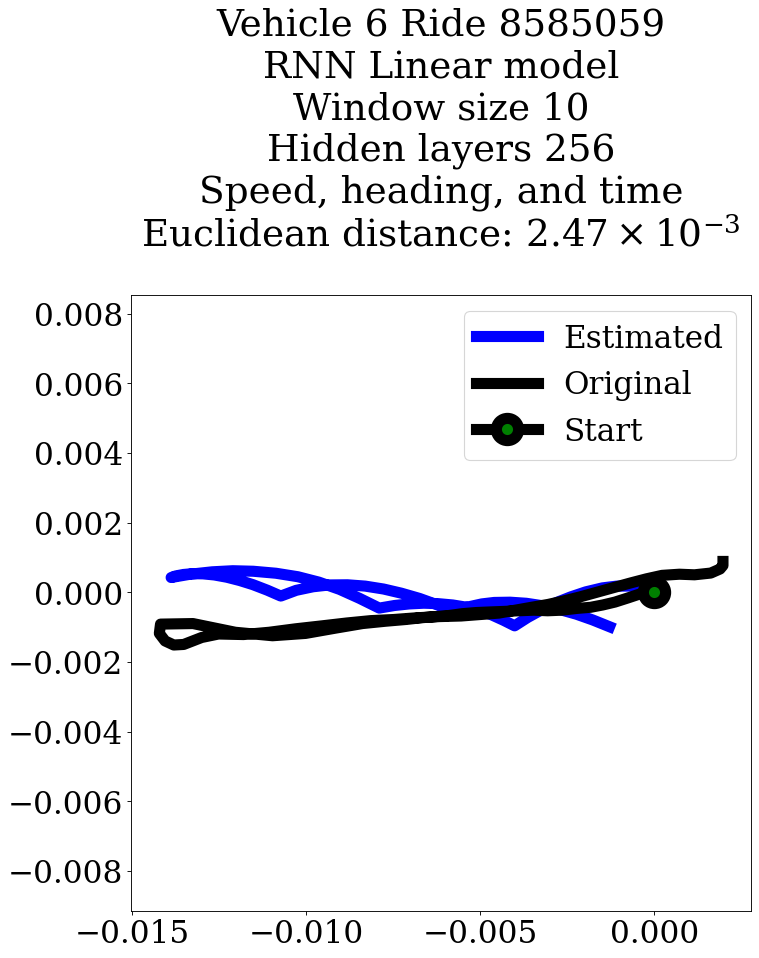 Vehicle 6 Ride 8585059
RNN Linear model
Window size 10
Hidden layers 256
Speed, heading, and time
Euclidean distance: 2.47 × 10⁻³
Estimated
Original
Start
0.008
0.006
0.004
0.002
0.000
−0.002
−0.004
−0.006
−0.008
−0.015 −0.010 −0.005 0.000